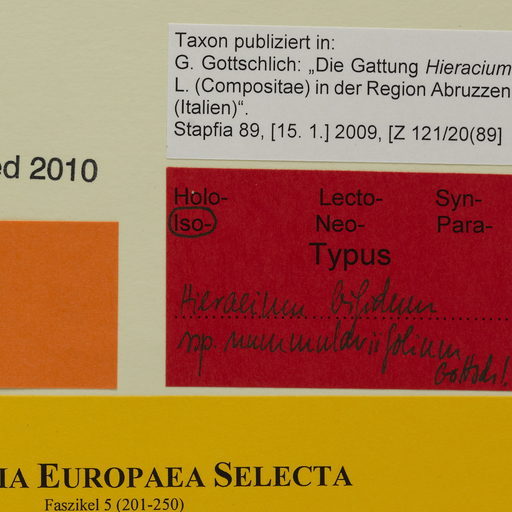 Taxon publiziert in:
G. Gottschlich: „Die Gattung Hieracium
L. (Compositae) in der Region Abruzzen
(Italien)“.
Stapfia 89, [15. 1.] 2009, [Z 121/20(89]
ed 2010
Holo- Lecto- Syn-
Iso- Neo- Para-
Typus
Hieracium bifidum
ssp. nummulariifolium
Gottschl.
IA EUROPAEA SELECTA
Faszikel 5 (201-250)